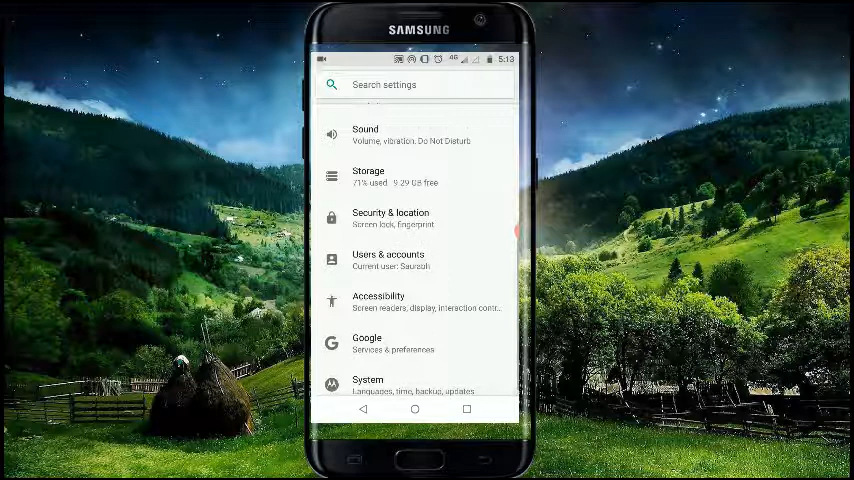 SAMSUNG
4G 5:13
Search settings
Sound
Volume, vibration, Do Not Disturb
Storage
71% used 9.29 GB free
Security & location
Screen lock, fingerprint
Users & accounts
Current user: Saurabh
Accessibility
Screen readers, display, interaction contr..
Google
Services & preferences
System
Languages, time, backup, updates